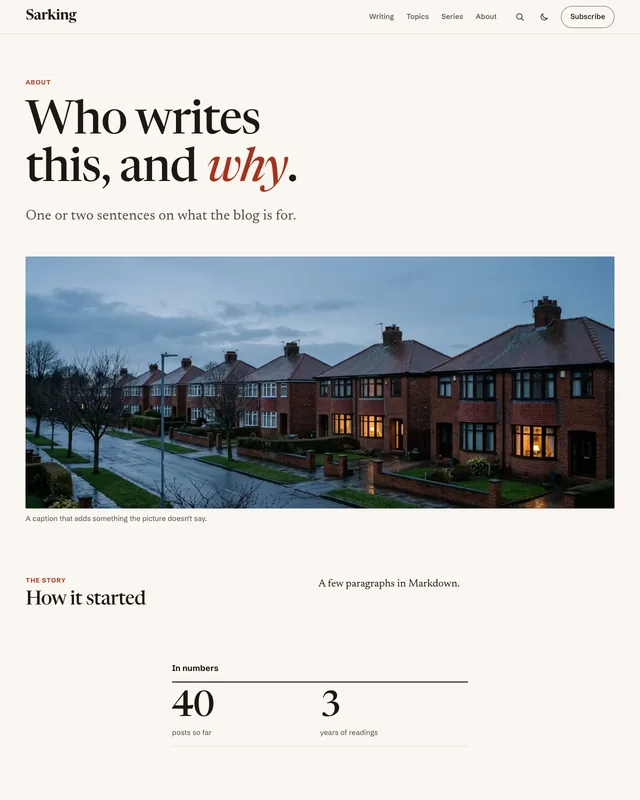 Sarking
Writing Topics Series About Subscribe
ABOUT
Who writes
this, and why.
One or two sentences on what the blog is for.
A caption that adds something the picture doesn't say.
THE STORY
How it started
A few paragraphs in Markdown.
In numbers
40 3
posts so far years of readings